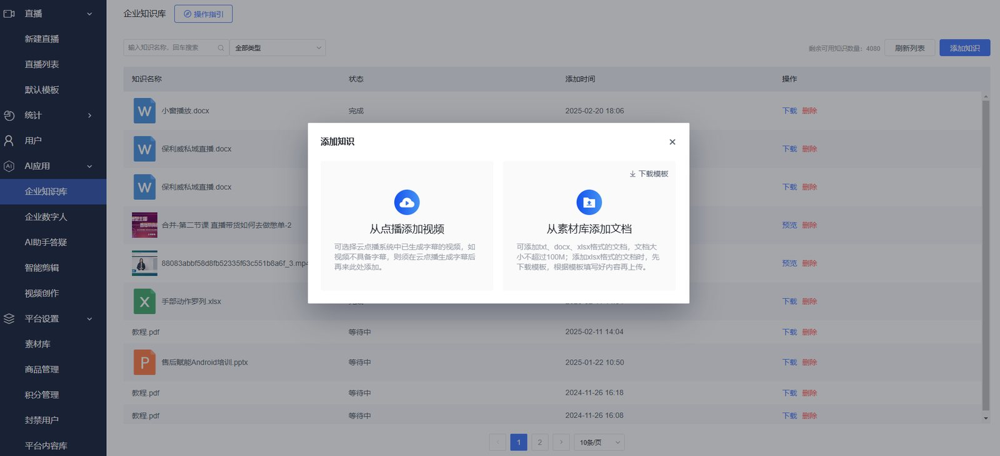 直播
新建直播
直播列表
默认模板
统计
用户
AI应用
企业知识库
企业数字人
AI助手答疑
智能剪辑
视频创作
平台设置
素材库
商品管理
积分管理
封禁用户
平台内容库
企业知识库 操作指引
输入知识名称，回车搜索 全部类型 剩余可用知识数量：4080 刷新列表 添加知识
知识名称 状态 添加时间 操作
小窗播放.docx 完成 2025-02-20 18:06 下载 删除
保利威私域直播.docx 下载 删除
保利威私域直播.docx 下载 删除
合并-第二节课 直播带货如何去做憋单-2 预览 删除
88083abbf58d8fb52335f63c551b8a6f_3.mp4 预览 删除
手部动作罗列.xlsx 下载 删除
教程.pdf 等待中 2025-02-11 14:04 下载 删除
售后赋能Android培训.pptx 等待中 2025-01-22 10:50 下载 删除
教程.pdf 等待中 2024-11-26 16:18 下载 删除
教程.pdf 等待中 2024-11-26 16:08 下载 删除
1 2 10条/页
添加知识
从点播添加视频
可选择云点播系统中已生成字幕的视频，如
视频不具备字幕，则须在云点播生成字幕后
再来此处添加。
下载模板
从素材库添加文档
可添加txt、docx、xlsx格式的文档，文档大
小不超过100M；添加xlsx格式的文档时，先
下载模板，根据模板填写好内容再上传。